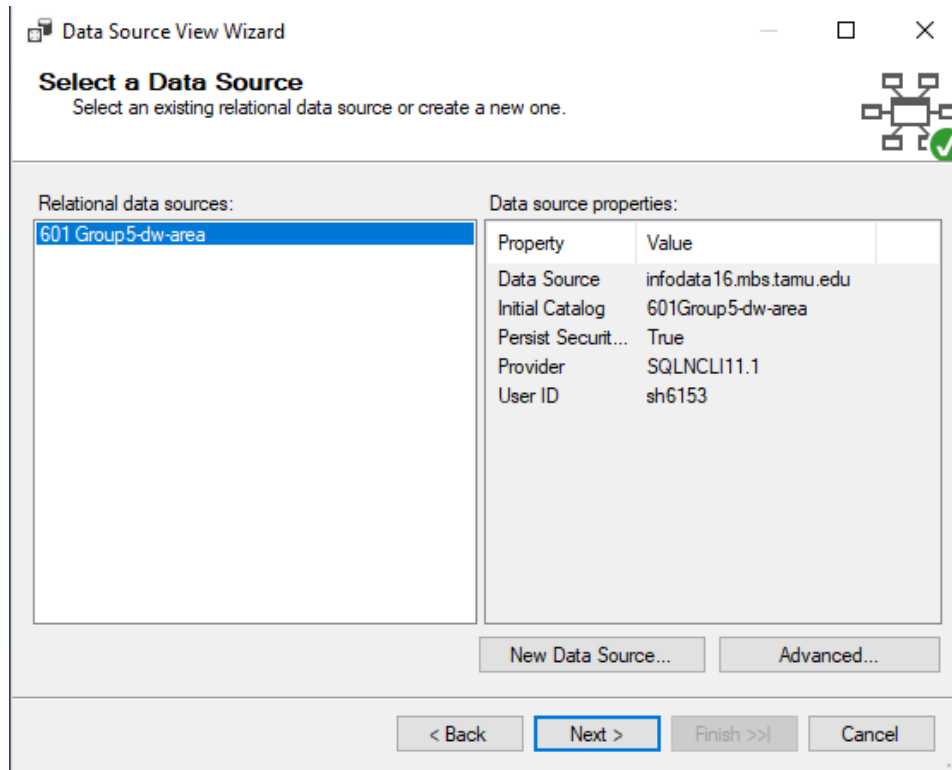 Data Source View Wizard
Select a Data Source
Select an existing relational data source or create a new one.
Relational data sources:
601 Group5-dw-area
Data source properties:
Property Value
Data Source infodata16.mbs.tamu.edu
Initial Catalog 601Group5-dw-area
Persist Securit... True
Provider SQLNCLI11.1
User ID sh6153
New Data Source... Advanced...
< Back Next > Finish >>| Cancel